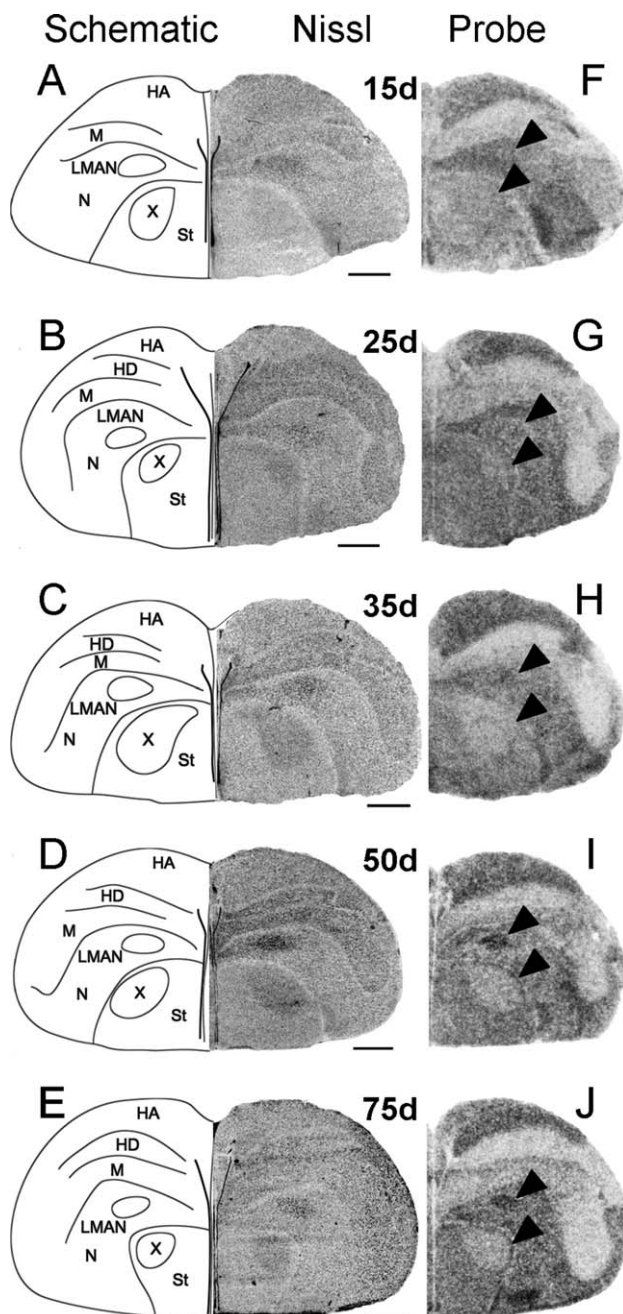 Schematic Nissl Probe
A HA 15d F
M
LMAN
N X
St
B 25d G
HA
HD
M
LMAN
N X
St
C 35d H
HA
HD
M
LMAN
N X
St
D 50d I
HA
HD
M
LMAN
N X
St
E 75d J
HA
HD
M
LMAN
N X
St